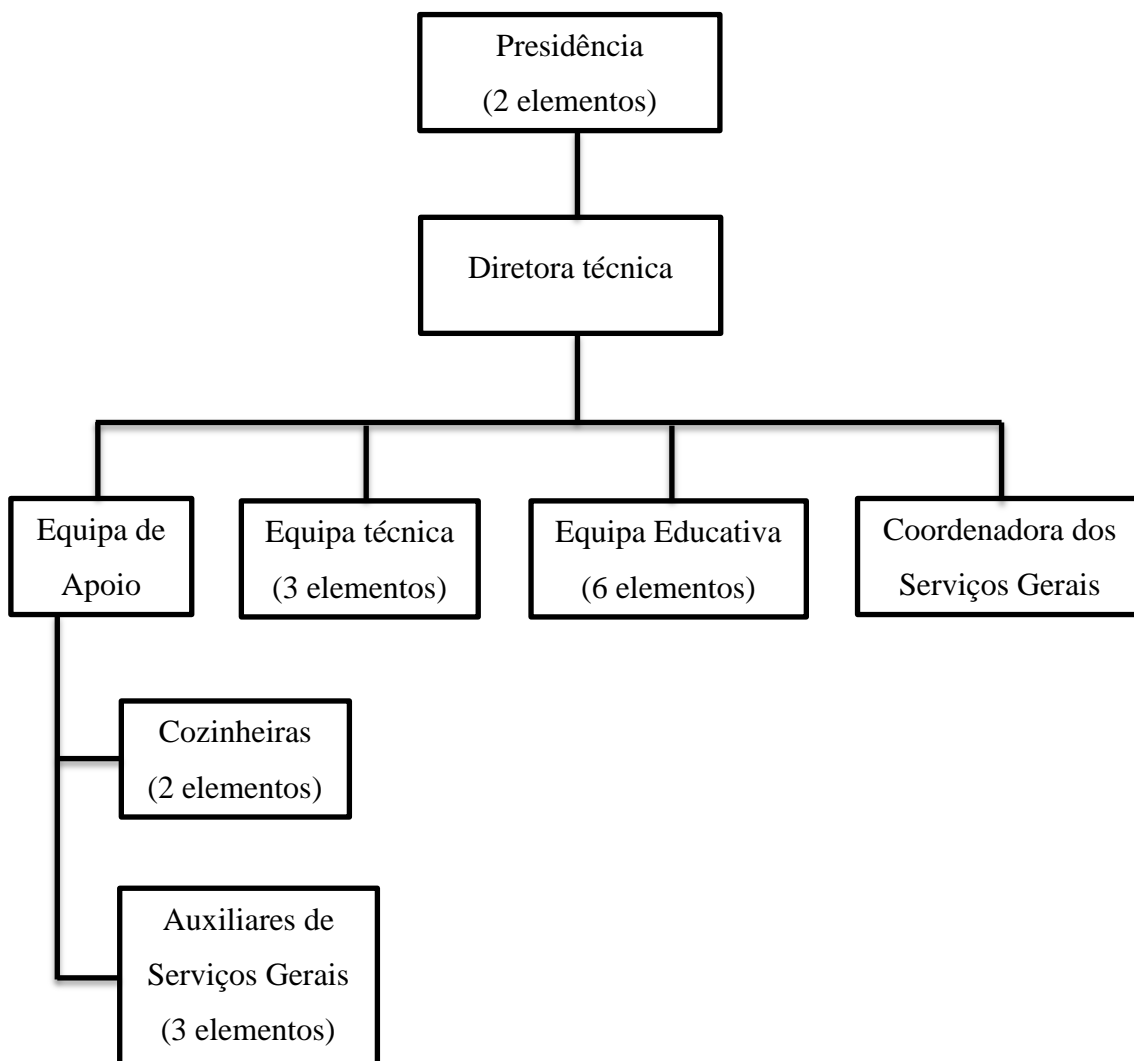 Presidência
(2 elementos)
Diretora técnica
Equipa de
Apoio
Equipa técnica
(3 elementos)
Equipa Educativa
(6 elementos)
Coordenadora dos
Serviços Gerais
Cozinheiras
(2 elementos)
Auxiliares de
Serviços Gerais
(3 elementos)